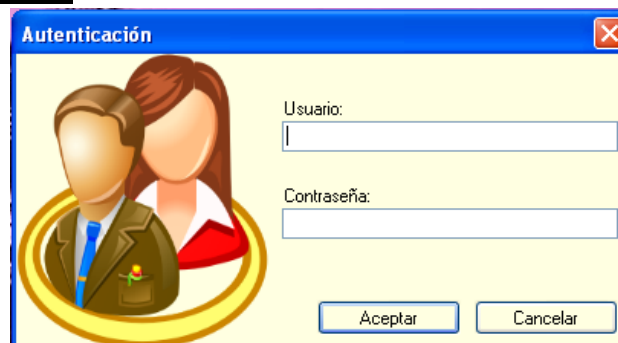 Autenticación
Usuario:
Contraseña:
Aceptar
Cancelar